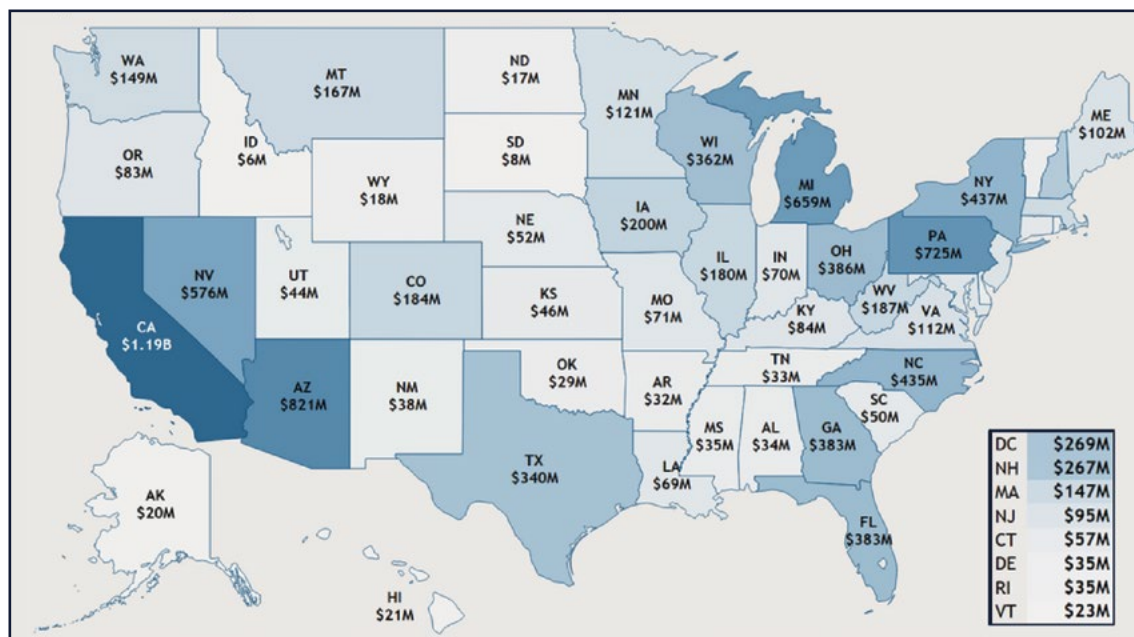 WA
$149M
MT
$167M
ND
$17M
MN
$121M
ME
$102M
OR
$83M
ID
$6M
SD
$8M
WI
$362M
WY
$18M
MI
$659M
NY
$437M
NE
$52M
IA
$200M
PA
$725M
NV
$576M
UT
$44M
CO
$184M
IL
$180M
IN
$70M
OH
$386M
WV
$187M
VA
$112M
CA
$1.19B
KS
$46M
MO
$71M
KY
$84M
TN
$33M
NC
$435M
AZ
$821M
NM
$38M
OK
$29M
AR
$32M
SC
$50M
MS
$35M
AL
$34M
GA
$383M
TX
$340M
LA
$69M
FL
$383M
AK
$20M
HI
$21M
DC $269M
NH $267M
MA $147M
NJ $95M
CT $57M
DE $35M
RI $35M
VT $23M